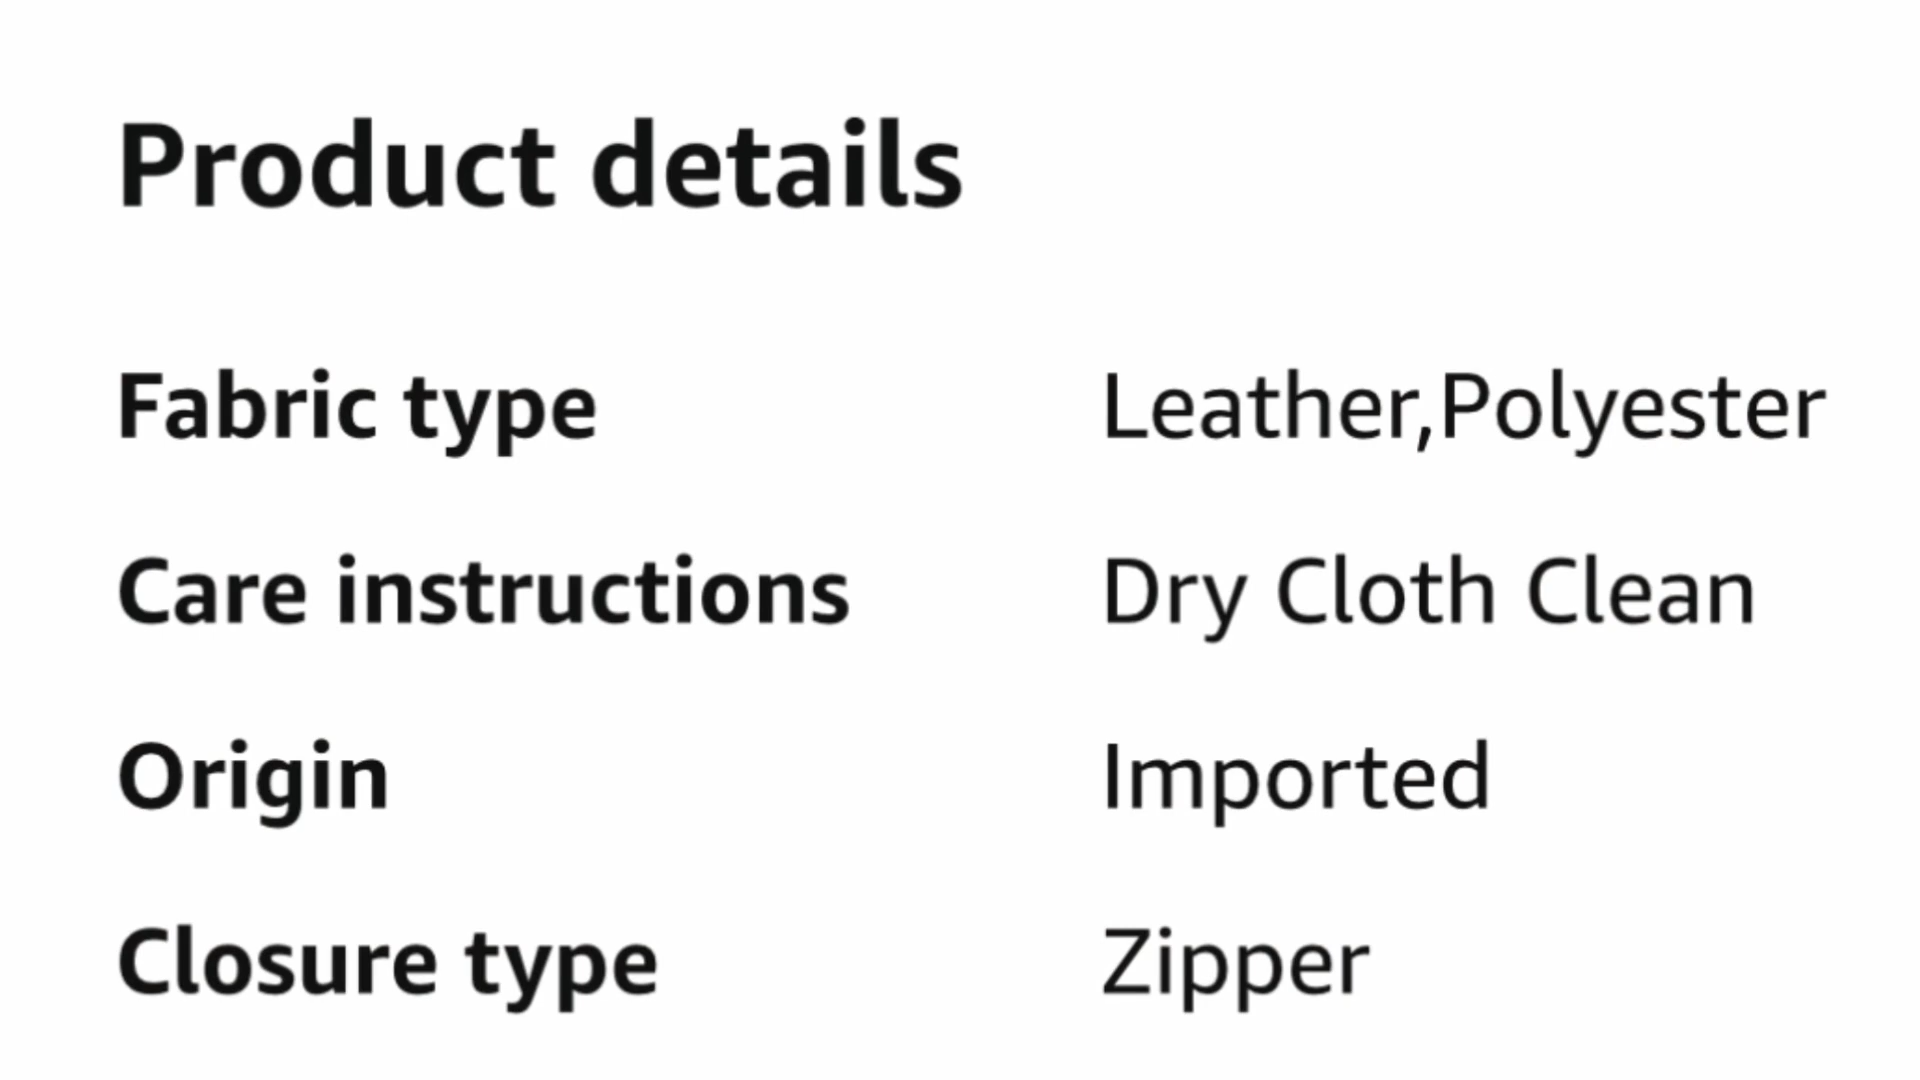 Product details
Fabric type Leather,Polyester
Care instructions Dry Cloth Clean
Origin Imported
Closure type Zipper